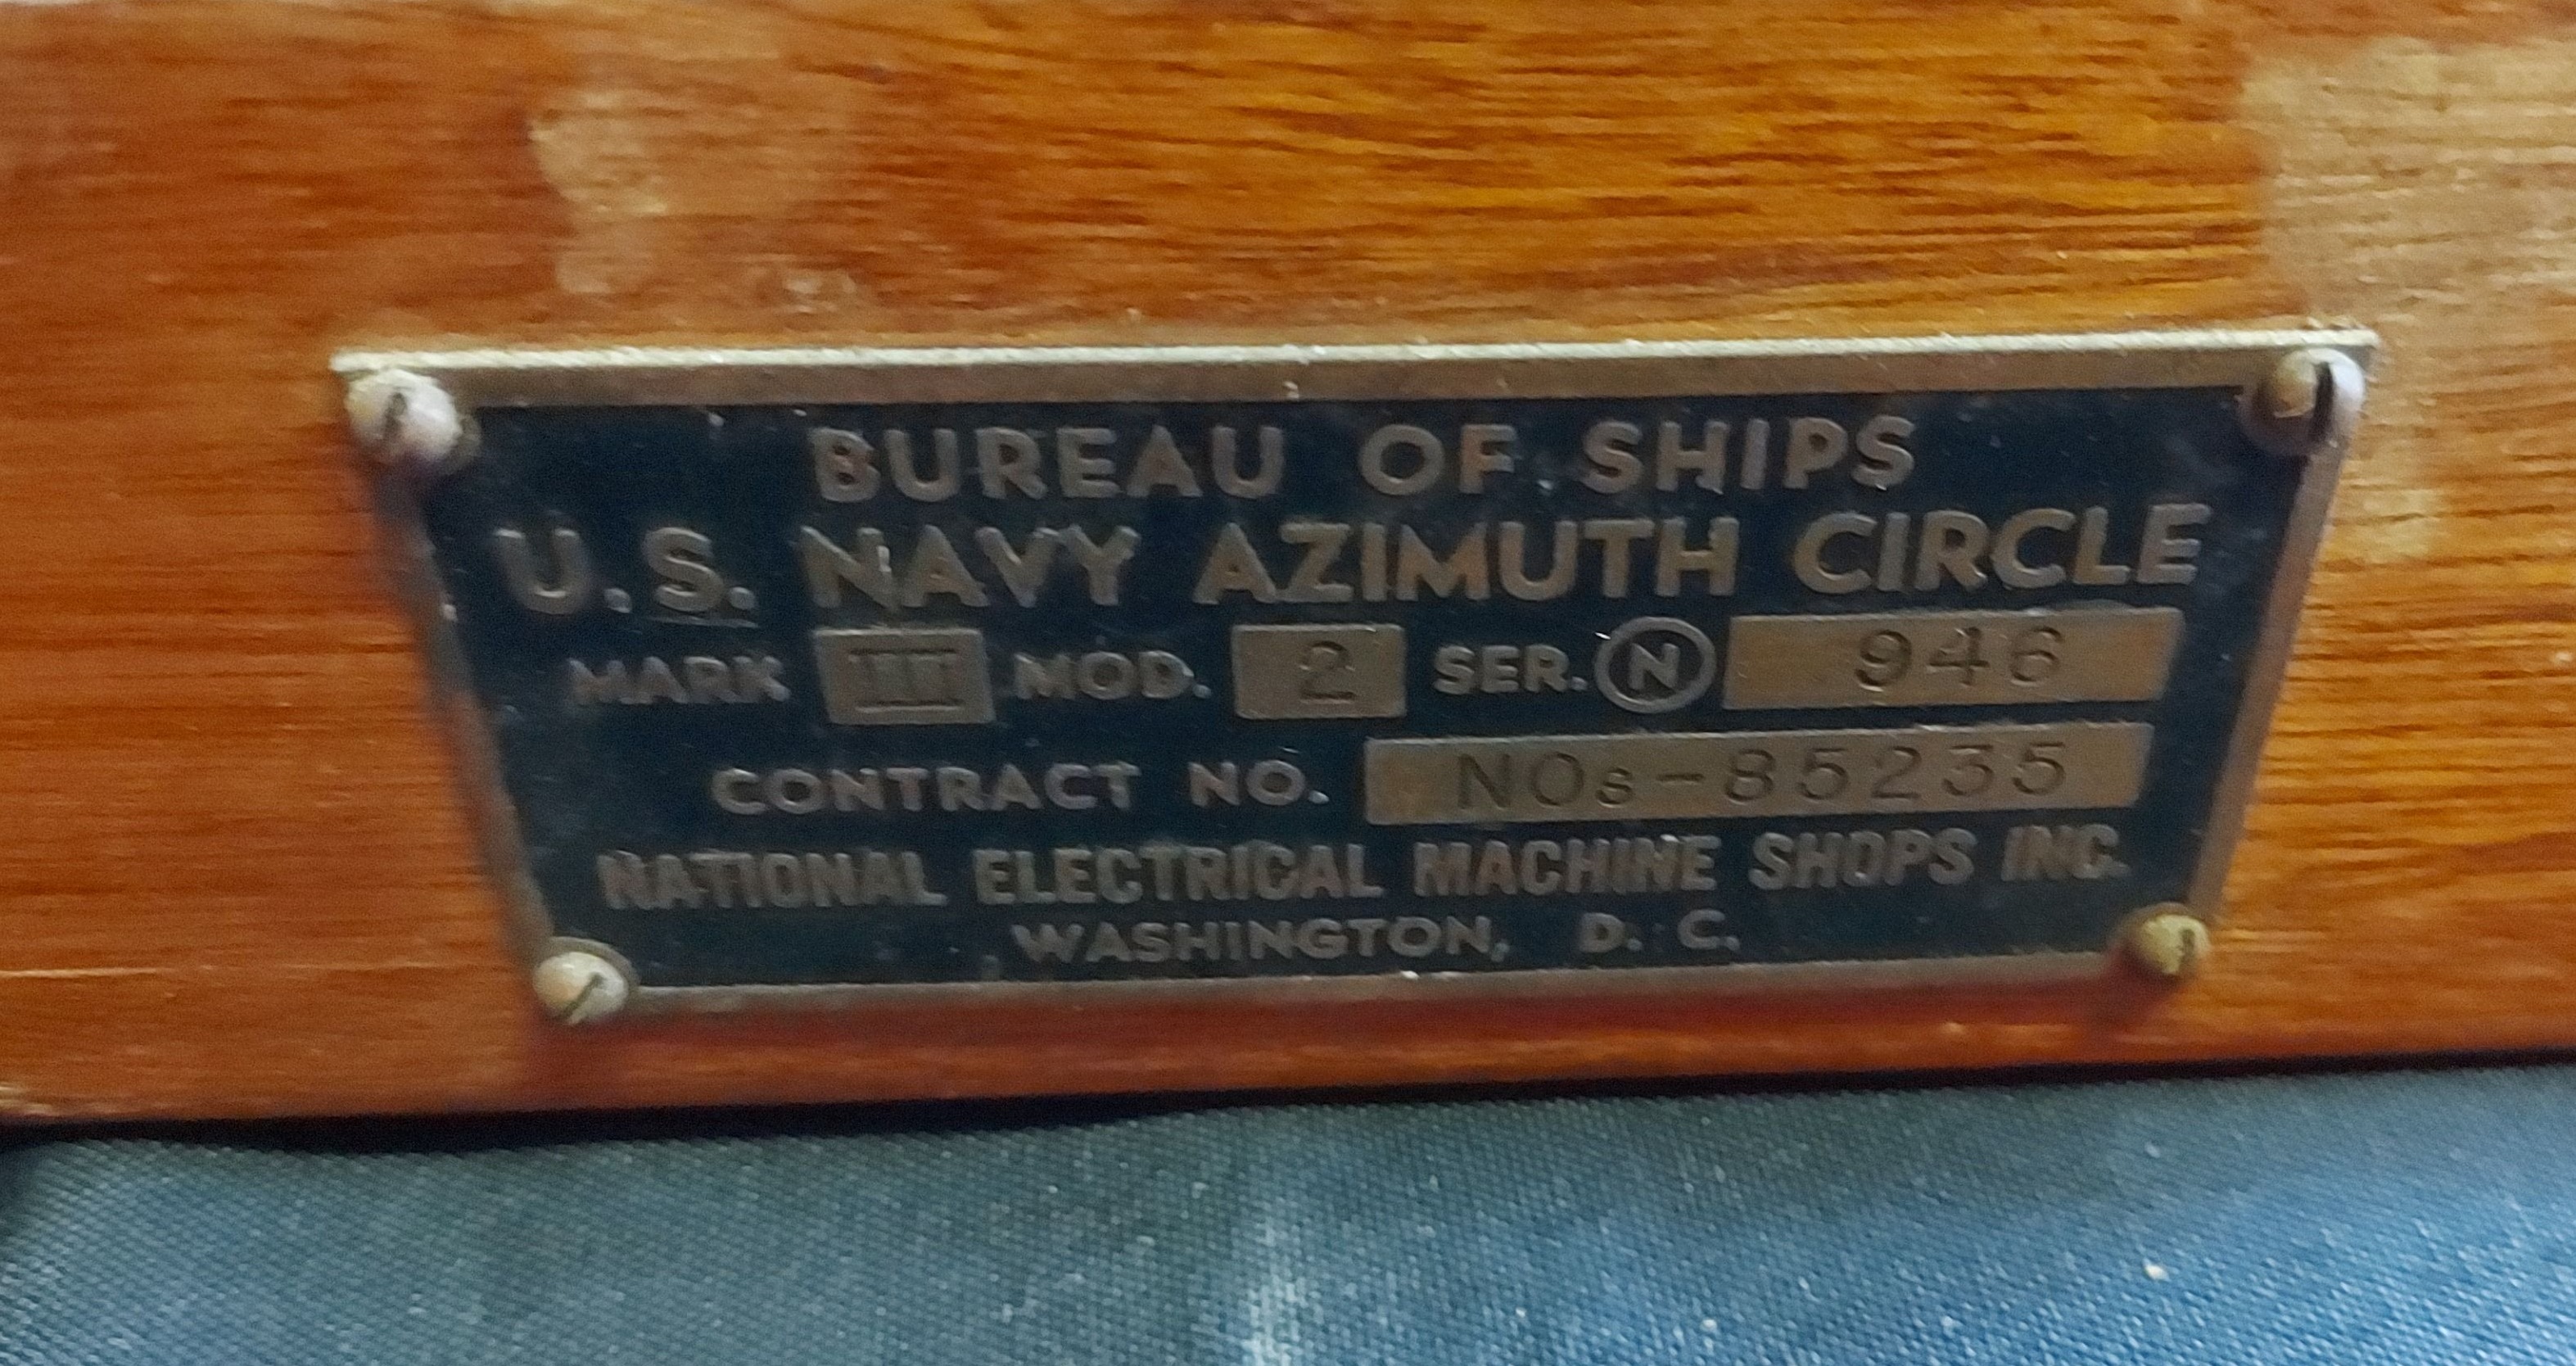 BUREAU OF SHIPS
U.S. NAVY AZIMUTH CIRCLE
MARK III MOD. 2 SER. N 946
CONTRACT NO. NOs-85235
NATIONAL ELECTRICAL MACHINE SHOPS INC.
WASHINGTON, D. C.